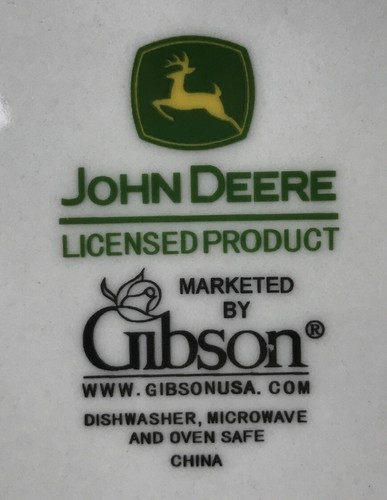 JOHN DEERE
LICENSED PRODUCT
MARKETED
BY
Gibson®
WWW.GIBSONUSA.COM
DISHWASHER, MICROWAVE
AND OVEN SAFE
CHINA